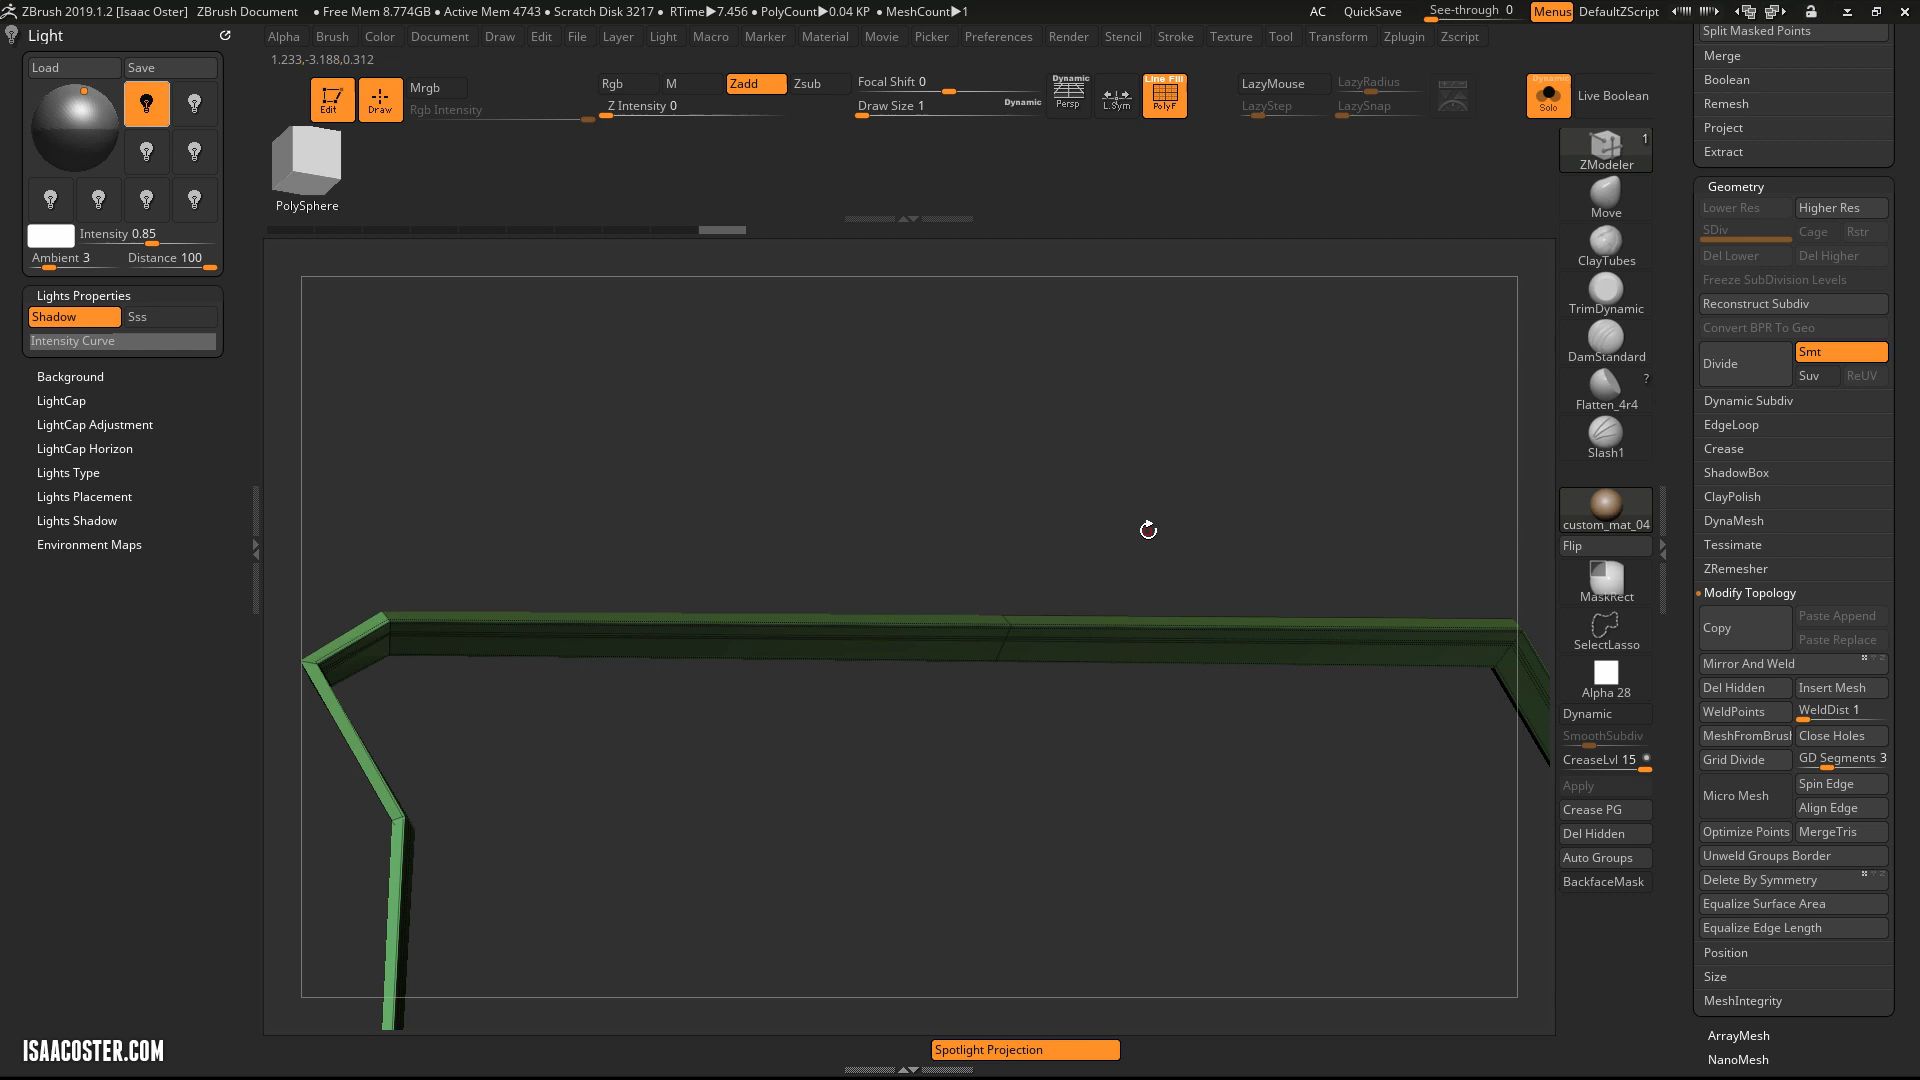 ZBrush 2019.1.2 [Isaac Oster] ZBrush Document ● Free Mem 8.774GB ● Active Mem 4743 ● Scratch Disk 3217 ● RTime▶7.456 ● PolyCount▶0.04 KP ● MeshCount▶1 AC QuickSave See-through 0 Menus DefaultZScript
Light
Alpha Brush Color Document Draw Edit File Layer Light Macro Marker Material Movie Picker Preferences Render Stencil Stroke Texture Tool Transform Zplugin Zscript
1.233,-3.188,0.312
Load Save
Edit Draw Mrgb
Rgb Intensity
Rgb M Zadd Zsub
Z Intensity 0
Focal Shift 0
Draw Size 1 Dynamic
Dynamic
Persp
L.Sym
Line Fill
PolyF
LazyMouse LazyRadius
LazyStep LazySnap
Dynamic
Solo
Live Boolean
PolySphere
Intensity 0.85
Ambient 3 Distance 100
Lights Properties
Shadow Sss
Intensity Curve
Background
LightCap
LightCap Adjustment
LightCap Horizon
Lights Type
Lights Placement
Lights Shadow
Environment Maps
ISAACOSTER.COM
Spotlight Projection
1
ZModeler
Move
ClayTubes
TrimDynamic
DamStandard
?
Flatten_4r4
Slash1
custom_mat_04
Flip
MaskRect
SelectLasso
Alpha 28
Dynamic
SmoothSubdiv
CreaseLvl 15
Apply
Crease PG
Del Hidden
Auto Groups
BackfaceMask
Split Masked Points
Merge
Boolean
Remesh
Project
Extract
Geometry
Lower Res Higher Res
SDiv Cage Rstr
Del Lower Del Higher
Freeze SubDivision Levels
Reconstruct Subdiv
Convert BPR To Geo
Divide Smt
Suv ReUV
Dynamic Subdiv
EdgeLoop
Crease
ShadowBox
ClayPolish
DynaMesh
Tessimate
ZRemesher
Modify Topology
Copy Paste Append
Paste Replace
Mirror And Weld
Del Hidden Insert Mesh
WeldPoints WeldDist 1
MeshFromBrusl Close Holes
Grid Divide GD Segments 3
Micro Mesh Spin Edge
Align Edge
Optimize Points MergeTris
Unweld Groups Border
Delete By Symmetry
Equalize Surface Area
Equalize Edge Length
Position
Size
MeshIntegrity
ArrayMesh
NanoMesh